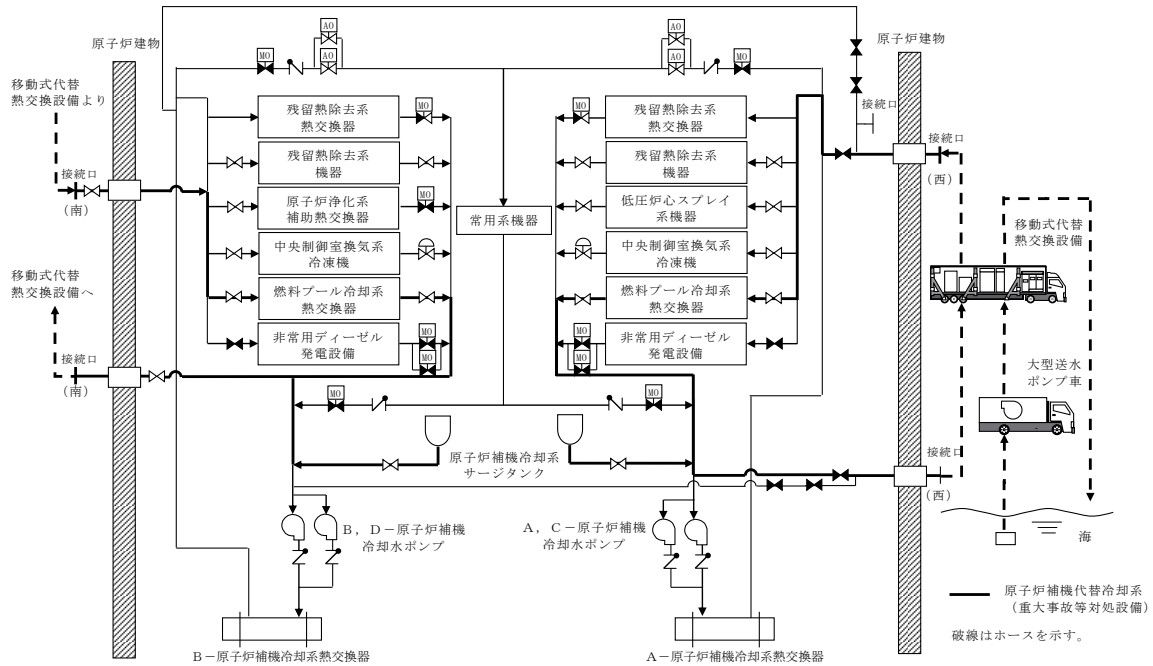 原子炉建物
移動式代替
熱交換設備より
接続口
(南)
移動式代替
熱交換設備へ
接続口
(南)
AO
AO
MO
AO
AO
MO
残留熱除去系
熱交換器
MO
残留熱除去系
機器
原子炉浄化系
補助熱交換器
MO
中央制御室換気系
冷凍機
燃料プール冷却系
熱交換器
非常用ディーゼル
発電設備
MO
MO
常用系機器
MO
残留熱除去系
熱交換器
残留熱除去系
機器
低圧炉心スプレイ
系機器
中央制御室換気系
冷凍機
燃料プール冷却系
熱交換器
MO
MO
非常用ディーゼル
発電設備
MO
MO
原子炉補機冷却系
サージタンク
B,D-原子炉補機
冷却水ポンプ
A,C-原子炉補機
冷却水ポンプ
B-原子炉補機冷却系熱交換器
A-原子炉補機冷却系熱交換器
原子炉建物
接続口
接続口
(西)
移動式代替
熱交換設備
大型送水
ポンプ車
接続口
(西)
海
原子炉補機代替冷却系
(重大事故等対処設備)
破線はホースを示す。